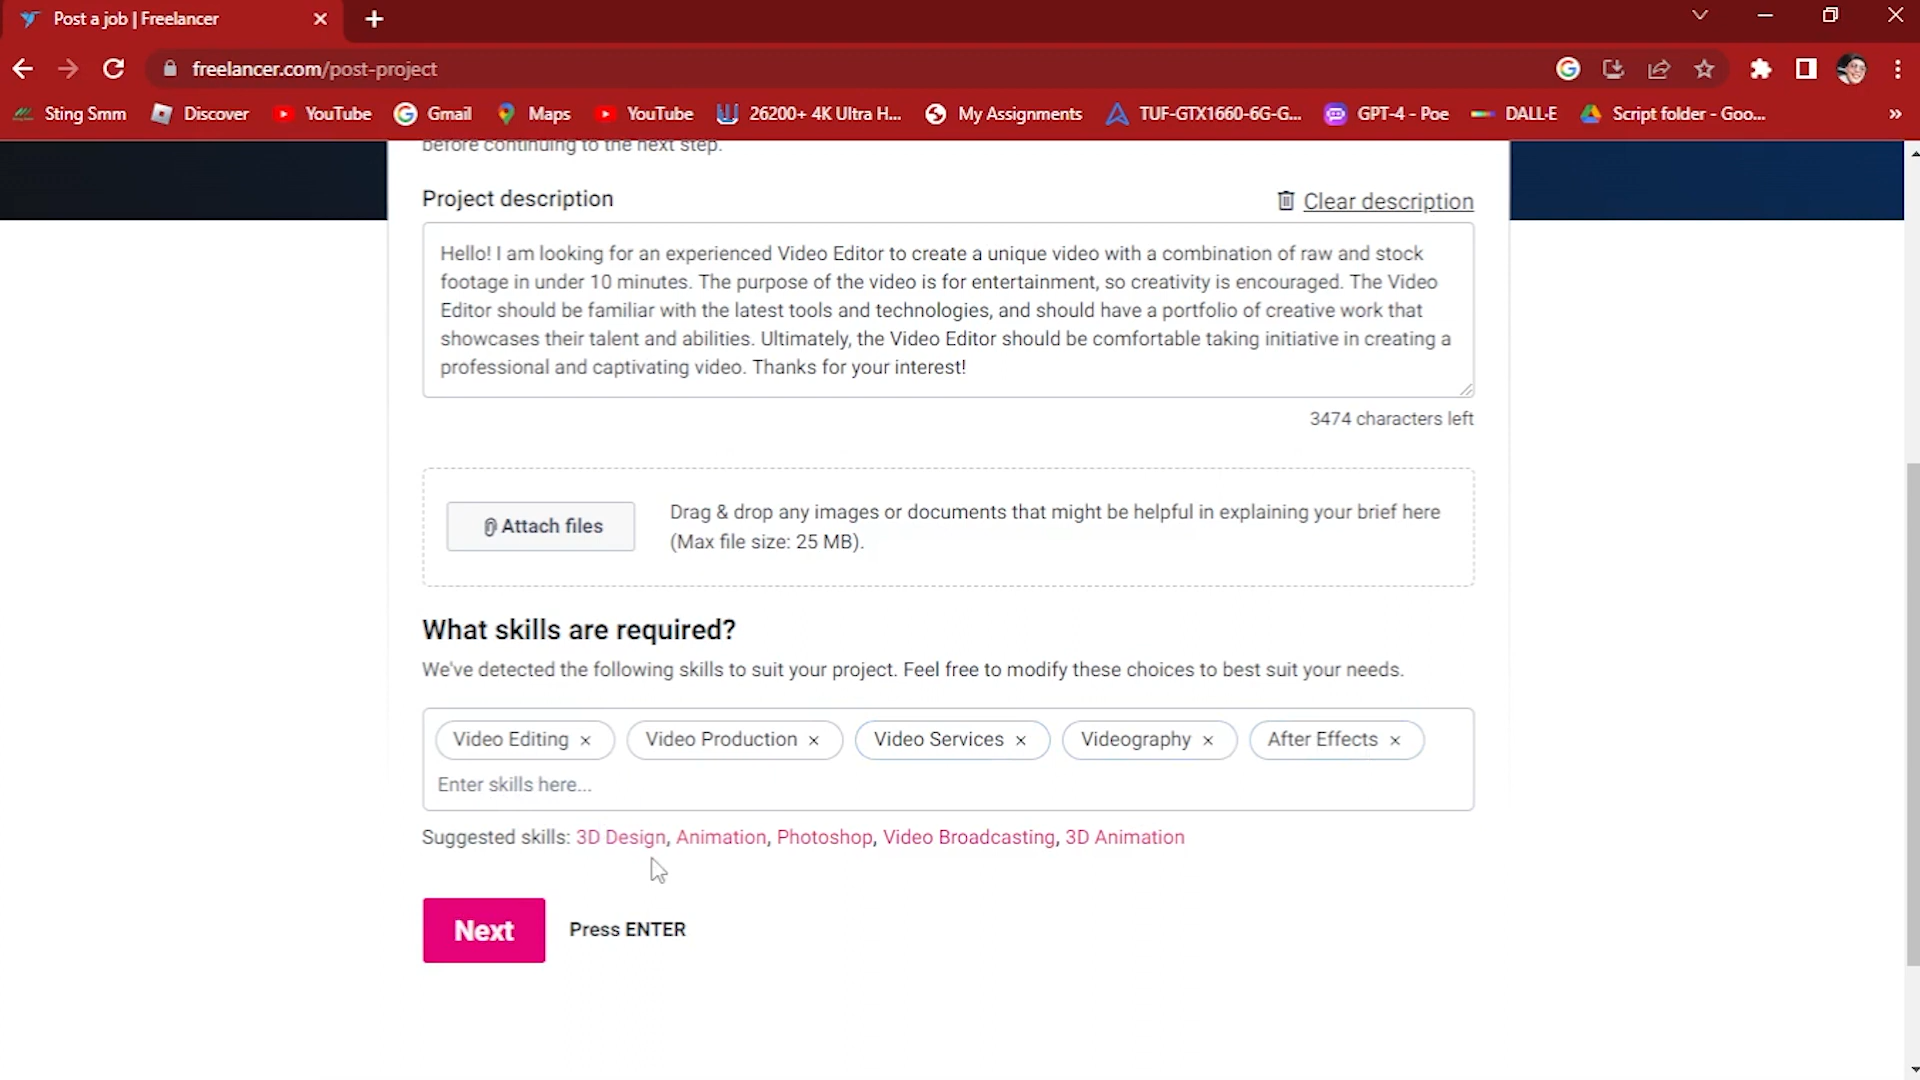 Post a job | Freelancer
freelancer.com/post-project
Sting Smm Discover YouTube Gmail Maps YouTube 26200+ 4K Ultra H... My Assignments TUF-GTX1660-6G-G... GPT-4 - Poe DALL·E Script folder - Goo... »
before continuing to the next step.
Project description
Clear description
Hello! I am looking for an experienced Video Editor to create a unique video with a combination of raw and stock
footage in under 10 minutes. The purpose of the video is for entertainment, so creativity is encouraged. The Video
Editor should be familiar with the latest tools and technologies, and should have a portfolio of creative work that
showcases their talent and abilities. Ultimately, the Video Editor should be comfortable taking initiative in creating a
professional and captivating video. Thanks for your interest!
3474 characters left
Attach files
Drag & drop any images or documents that might be helpful in explaining your brief here
(Max file size: 25 MB).
What skills are required?
We've detected the following skills to suit your project. Feel free to modify these choices to best suit your needs.
Video Editing × Video Production × Video Services × Videography × After Effects ×
Enter skills here...
Suggested skills: 3D Design, Animation, Photoshop, Video Broadcasting, 3D Animation
Next Press ENTER